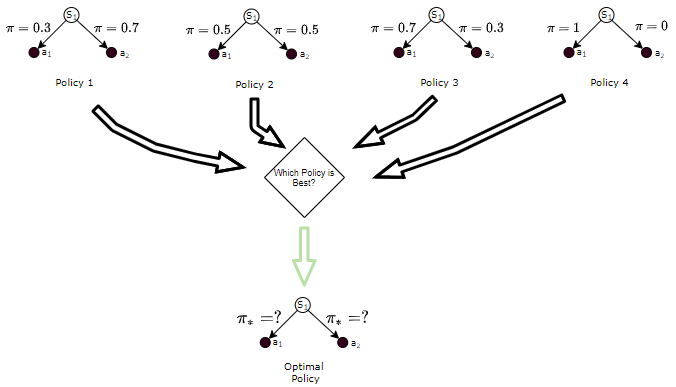 S₁ S₁ S₁ S₁
π = 0.3 π = 0.7 π = 0.5 π = 0.5 π = 0.7 π = 0.3 π = 1 π = 0
a₁ a₂ a₁ a₂ a₁ a₂ a₁ a₂
Policy 1 Policy 2 Policy 3 Policy 4
Which Policy is
Best?
S₁
π* =? π* =?
a₁ a₂
Optimal
Policy